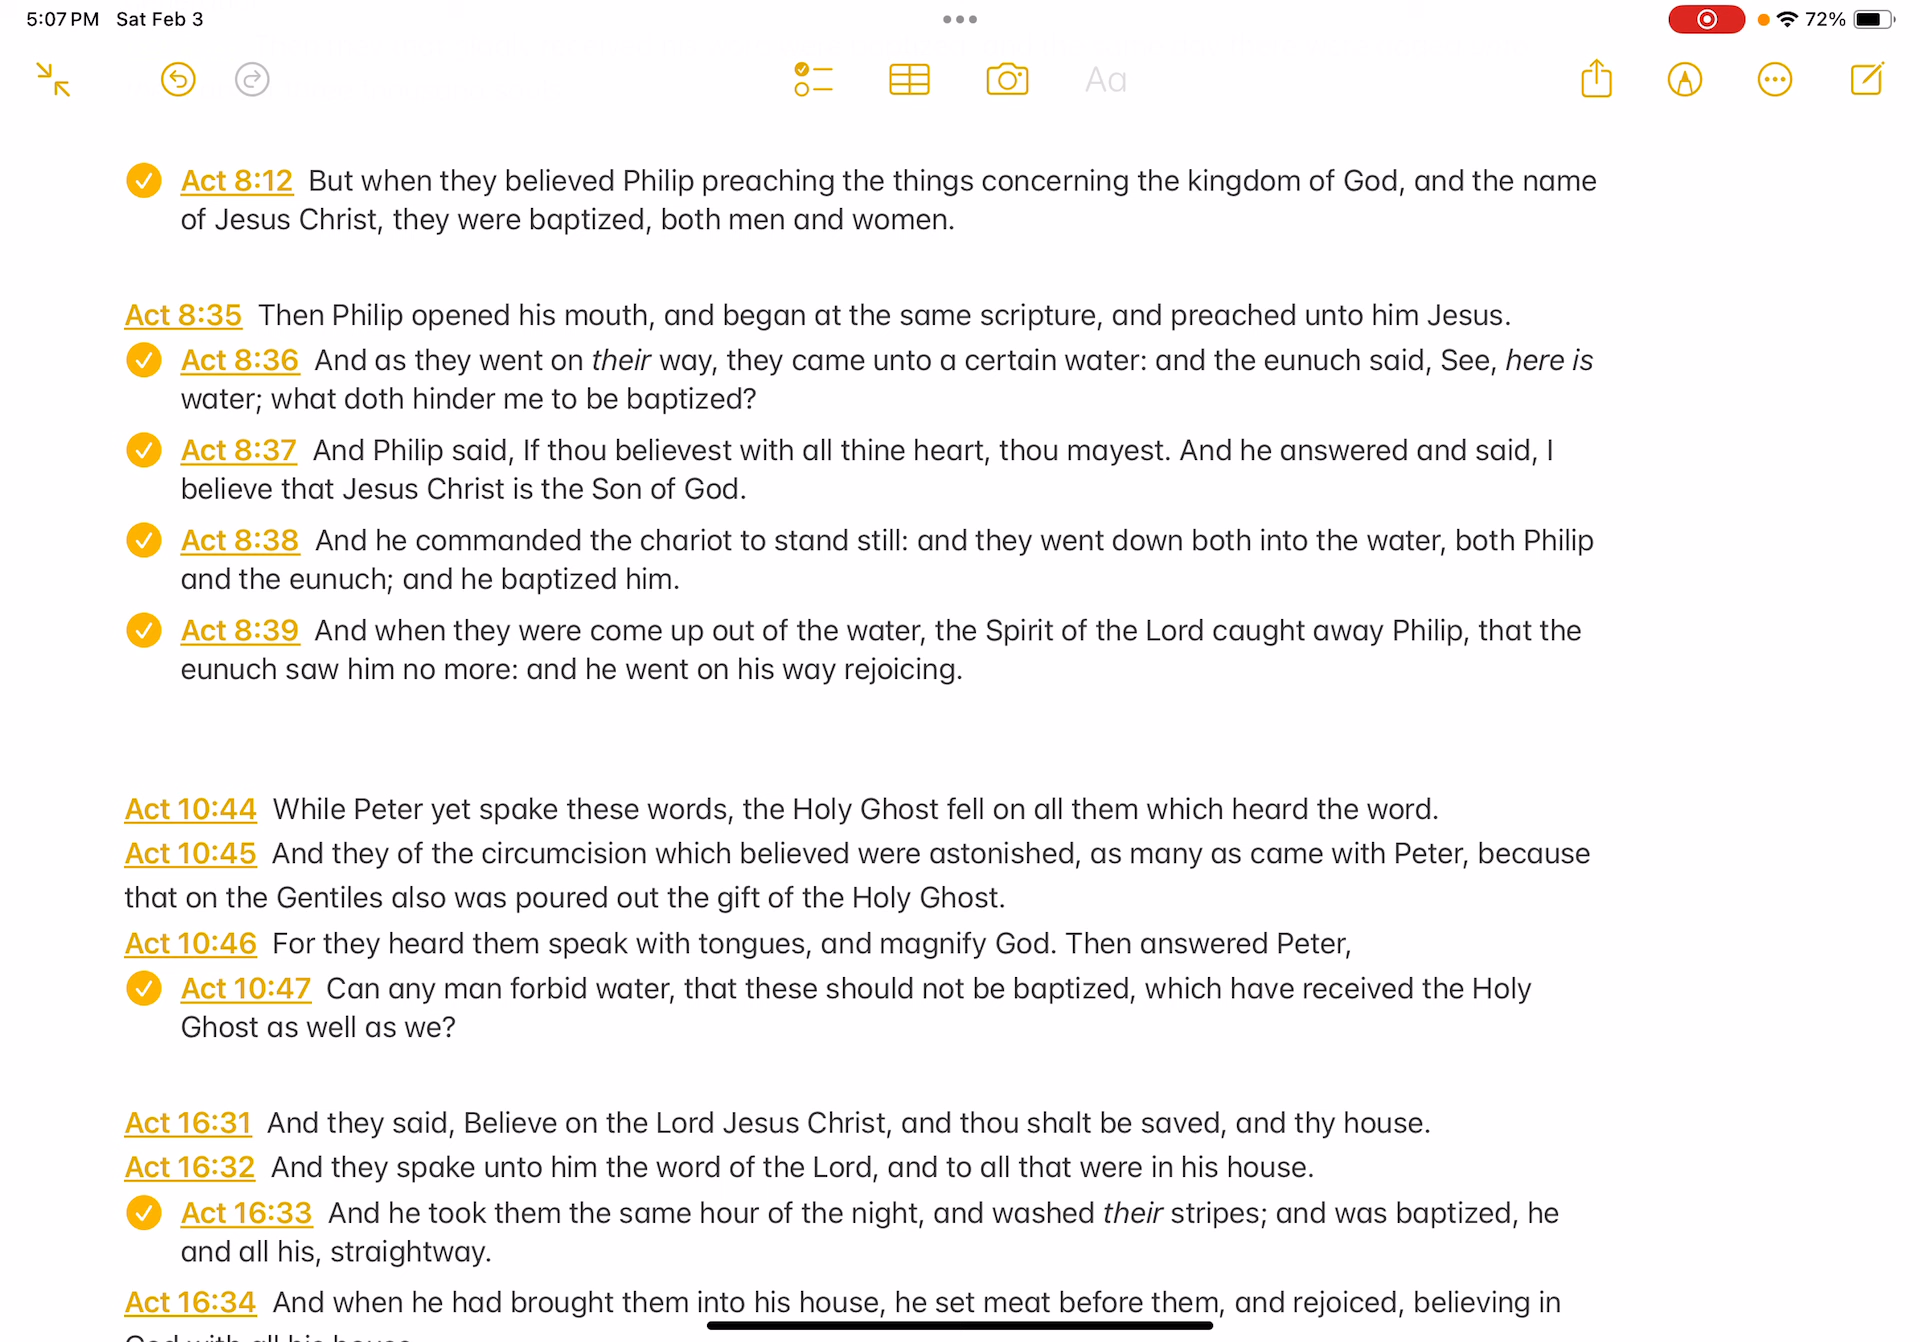 5:07 PM Sat Feb 3
72%
Aa
Act 8:12 But when they believed Philip preaching the things concerning the kingdom of God, and the name
of Jesus Christ, they were baptized, both men and women.
Act 8:35 Then Philip opened his mouth, and began at the same scripture, and preached unto him Jesus.
Act 8:36 And as they went on their way, they came unto a certain water: and the eunuch said, See, here is
water; what doth hinder me to be baptized?
Act 8:37 And Philip said, If thou believest with all thine heart, thou mayest. And he answered and said, I
believe that Jesus Christ is the Son of God.
Act 8:38 And he commanded the chariot to stand still: and they went down both into the water, both Philip
and the eunuch; and he baptized him.
Act 8:39 And when they were come up out of the water, the Spirit of the Lord caught away Philip, that the
eunuch saw him no more: and he went on his way rejoicing.
Act 10:44 While Peter yet spake these words, the Holy Ghost fell on all them which heard the word.
Act 10:45 And they of the circumcision which believed were astonished, as many as came with Peter, because
that on the Gentiles also was poured out the gift of the Holy Ghost.
Act 10:46 For they heard them speak with tongues, and magnify God. Then answered Peter,
Act 10:47 Can any man forbid water, that these should not be baptized, which have received the Holy
Ghost as well as we?
Act 16:31 And they said, Believe on the Lord Jesus Christ, and thou shalt be saved, and thy house.
Act 16:32 And they spake unto him the word of the Lord, and to all that were in his house.
Act 16:33 And he took them the same hour of the night, and washed their stripes; and was baptized, he
and all his, straightway.
Act 16:34 And when he had brought them into his house, he set meat before them, and rejoiced, believing in
God with all his house.